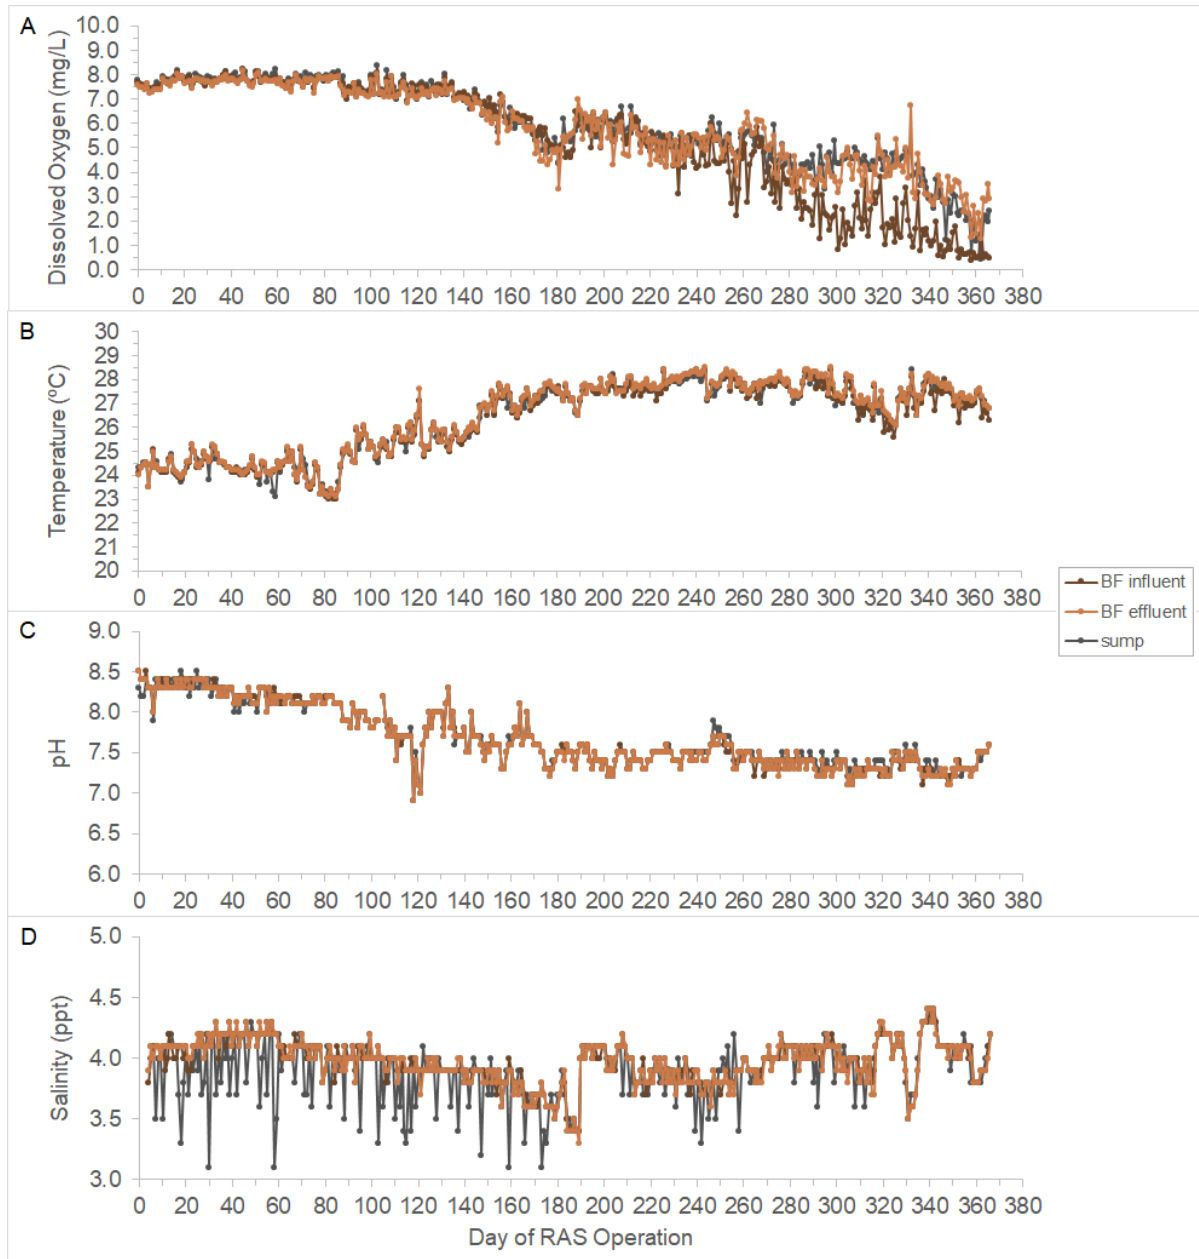 A
Dissolved Oxygen (mg/L)
10.0
9.0
8.0
7.0
6.0
5.0
4.0
3.0
2.0
1.0
0.0
0 20 40 60 80 100 120 140 160 180 200 220 240 260 280 300 320 340 360 380
B
Temperature (ºC)
30
29
28
27
26
25
24
23
22
21
20
0 20 40 60 80 100 120 140 160 180 200 220 240 260 280 300 320 340 360 380
BF influent
BF effluent
sump
C
pH
9.0
8.5
8.0
7.5
7.0
6.5
6.0
0 20 40 60 80 100 120 140 160 180 200 220 240 260 280 300 320 340 360 380
D
Salinity (ppt)
5.0
4.5
4.0
3.5
3.0
0 20 40 60 80 100 120 140 160 180 200 220 240 260 280 300 320 340 360 380
Day of RAS Operation